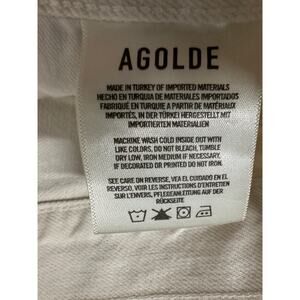 AGOLDE
MADE IN TURKEY OF IMPORTED MATERIALS
HECHO EN TURQUIA DE MATERIALES IMPORTADOS
FABRIQUÉ EN TURQUIE A PARTIR DE MATÉRIAUX
IMPORTÉS, IN DER TÜRKEI HERGESTELLT MIT
IMPORTIERTEN MATERIALIEN
MACHINE WASH COLD INSIDE OUT WITH
LIKE COLORS, DO NOT BLEACH, TUMBLE
DRY LOW, IRON MEDIUM IF NECESSARY.
IF DECORATED OR PRINTED DO NOT IRON.
SEE CARE ON REVERSE, VEA EL CUIDADO EN EL
REVERSO, VOIR LES INSTRUCTIONS D'ENTRETIEN
SUR L'ENVERS, PFLEGEANLEITUNG AUF DER
RÜCKSEITE